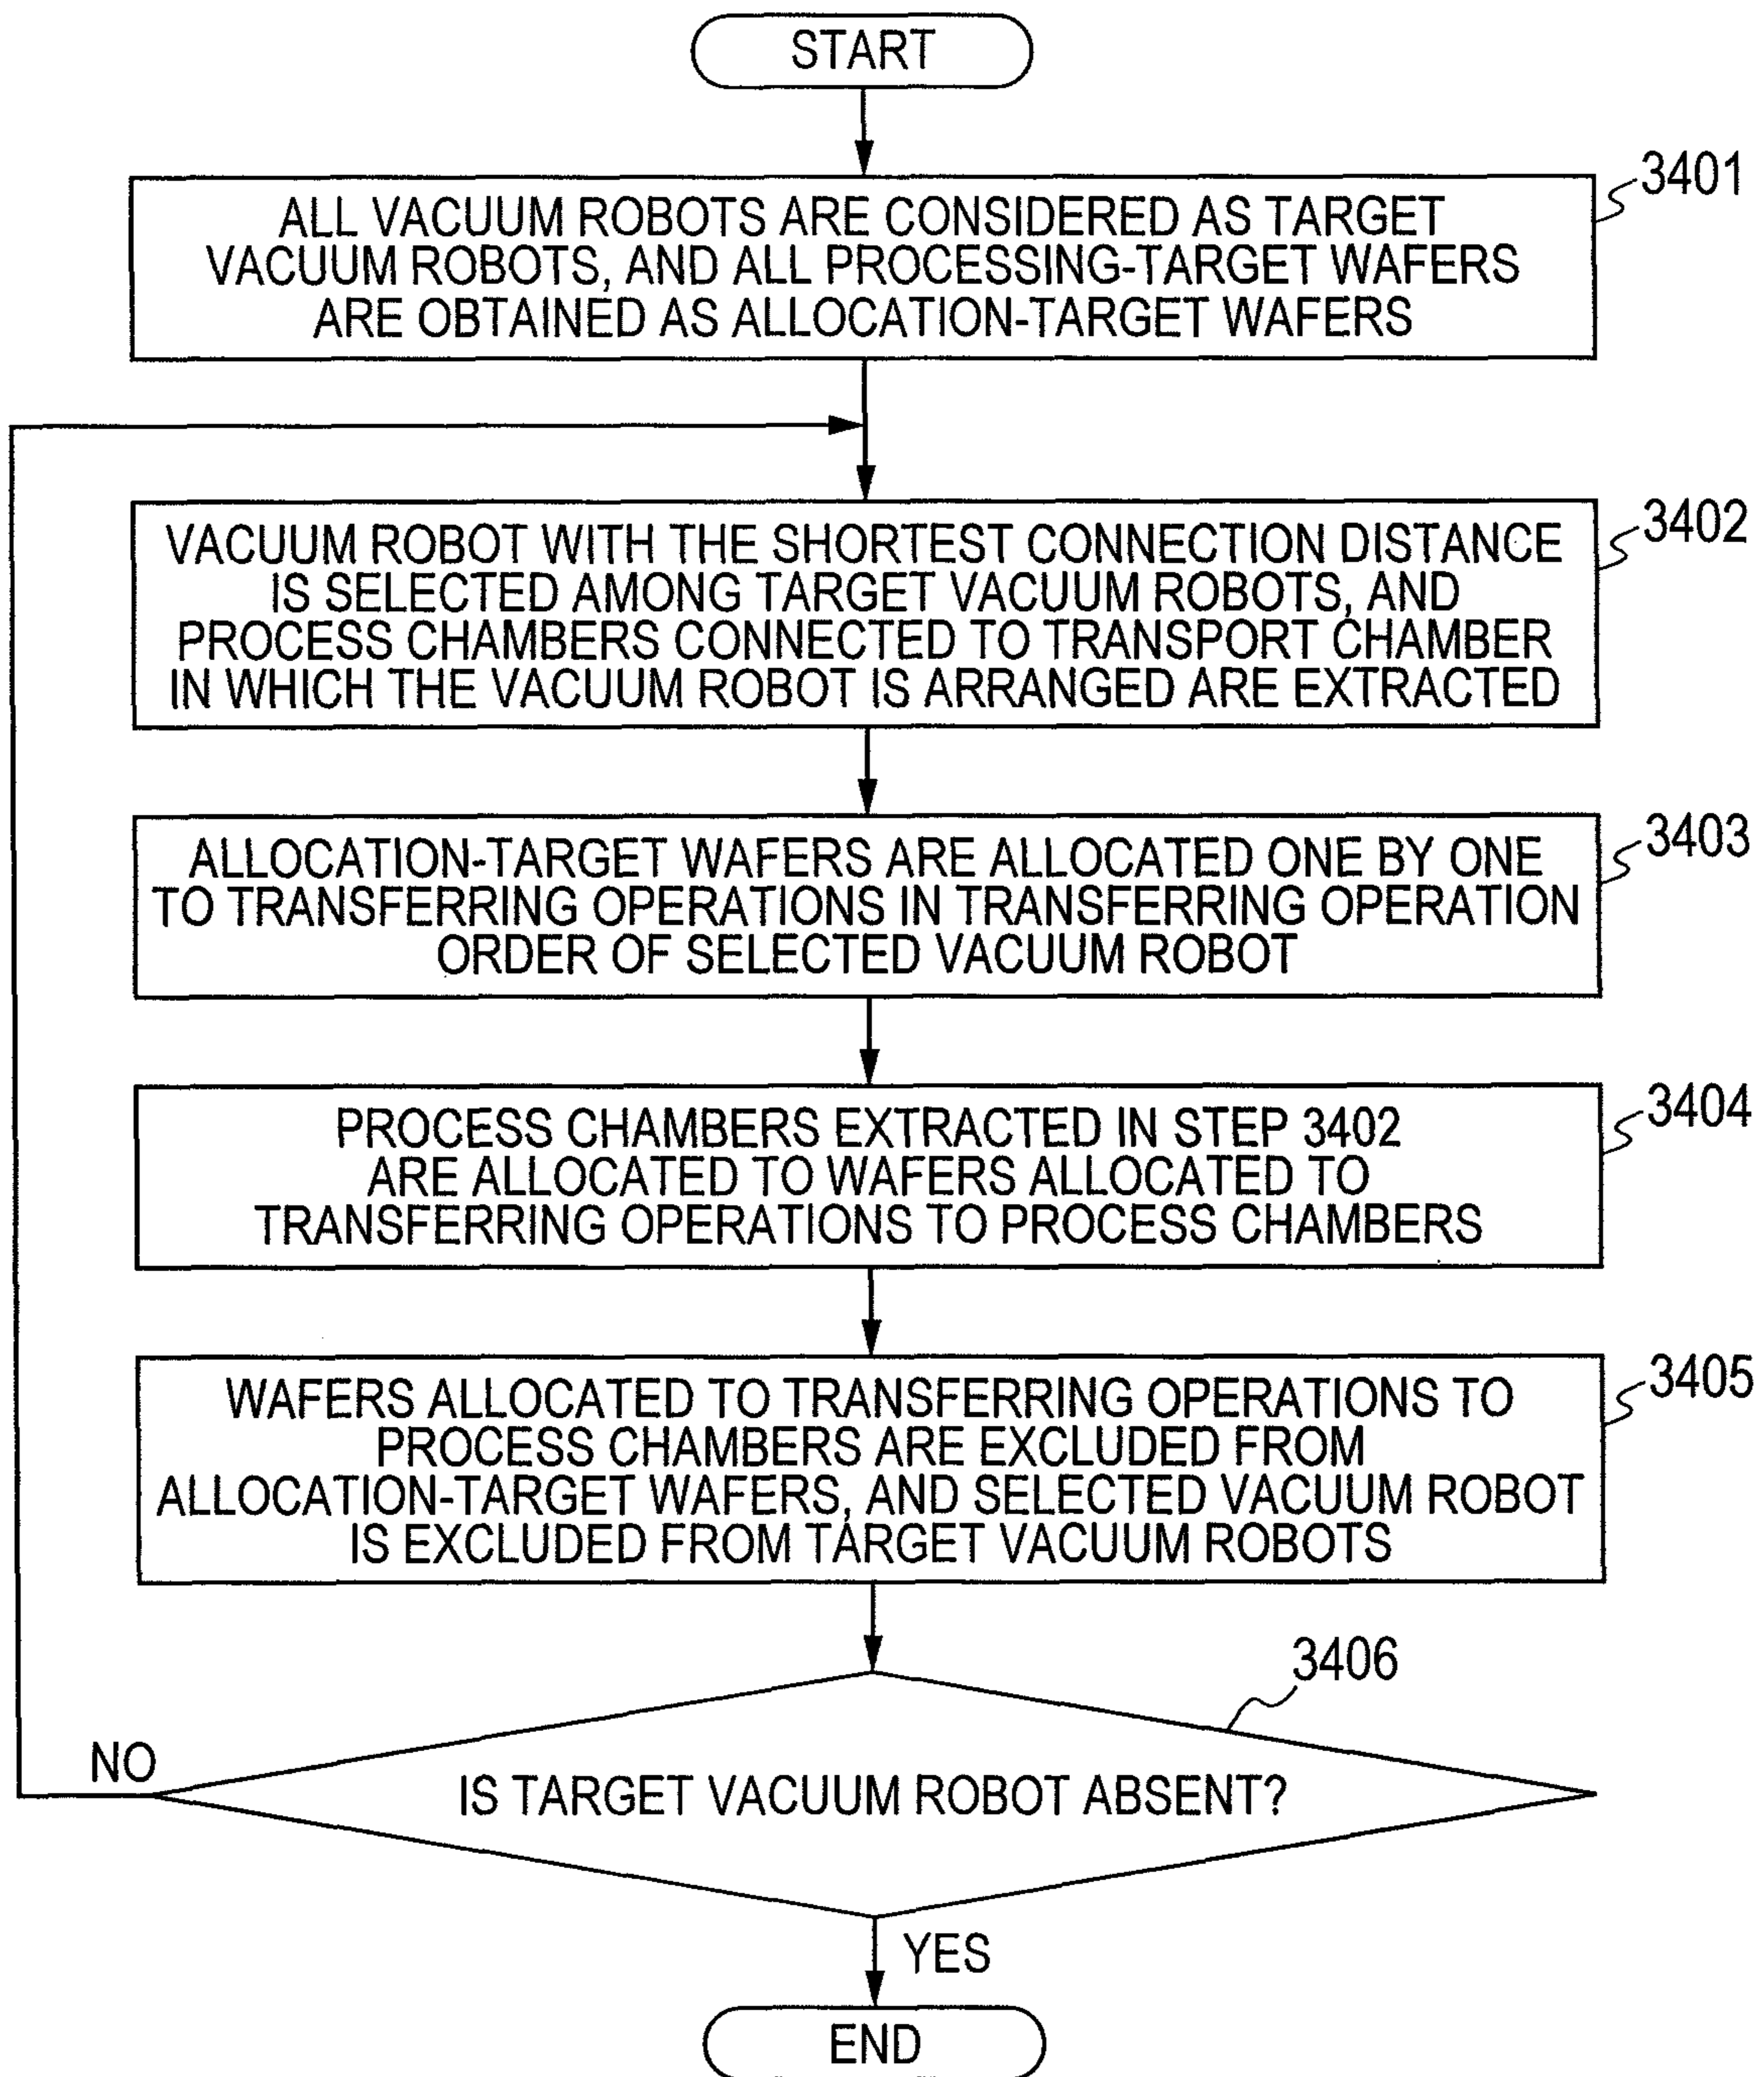 START
3401
ALL VACUUM ROBOTS ARE CONSIDERED AS TARGET
VACUUM ROBOTS, AND ALL PROCESSING-TARGET WAFERS
ARE OBTAINED AS ALLOCATION-TARGET WAFERS
3402
VACUUM ROBOT WITH THE SHORTEST CONNECTION DISTANCE
IS SELECTED AMONG TARGET VACUUM ROBOTS, AND
PROCESS CHAMBERS CONNECTED TO TRANSPORT CHAMBER
IN WHICH THE VACUUM ROBOT IS ARRANGED ARE EXTRACTED
3403
ALLOCATION-TARGET WAFERS ARE ALLOCATED ONE BY ONE
TO TRANSFERRING OPERATIONS IN TRANSFERRING OPERATION
ORDER OF SELECTED VACUUM ROBOT
3404
PROCESS CHAMBERS EXTRACTED IN STEP 3402
ARE ALLOCATED TO WAFERS ALLOCATED TO
TRANSFERRING OPERATIONS TO PROCESS CHAMBERS
3405
WAFERS ALLOCATED TO TRANSFERRING OPERATIONS TO
PROCESS CHAMBERS ARE EXCLUDED FROM
ALLOCATION-TARGET WAFERS, AND SELECTED VACUUM ROBOT
IS EXCLUDED FROM TARGET VACUUM ROBOTS
3406
NO
IS TARGET VACUUM ROBOT ABSENT?
YES
END